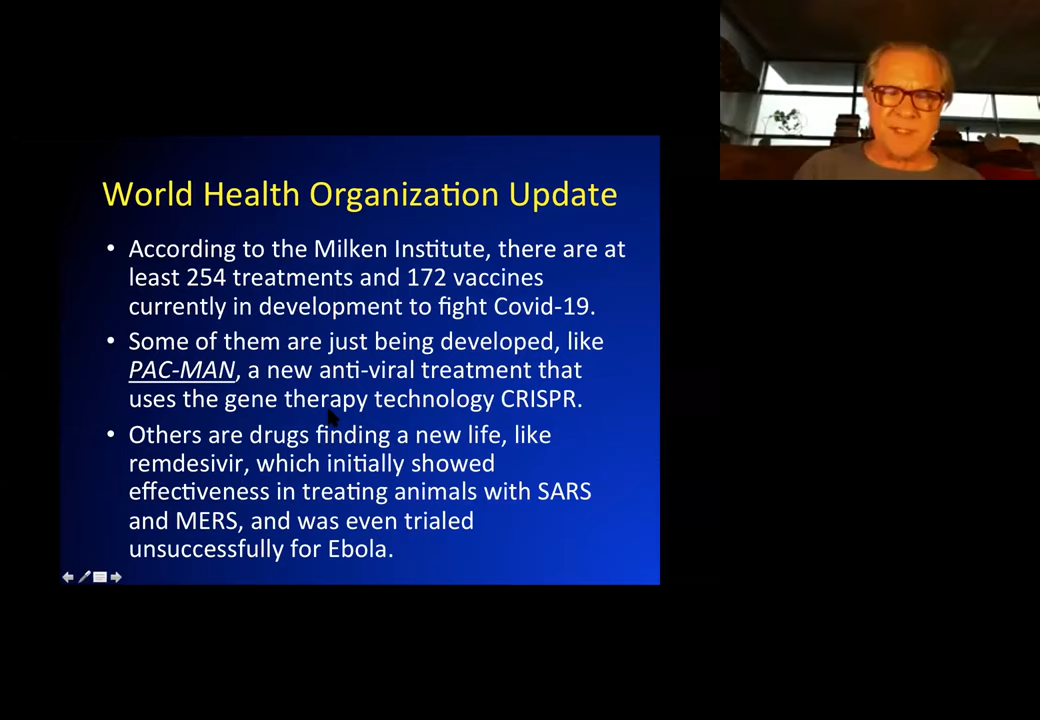 World Health Organization Update
• According to the Milken Institute, there are at
least 254 treatments and 172 vaccines
currently in development to fight Covid-19.
• Some of them are just being developed, like
PAC-MAN, a new anti-viral treatment that
uses the gene therapy technology CRISPR.
• Others are drugs finding a new life, like
remdesivir, which initially showed
effectiveness in treating animals with SARS
and MERS, and was even trialed
unsuccessfully for Ebola.